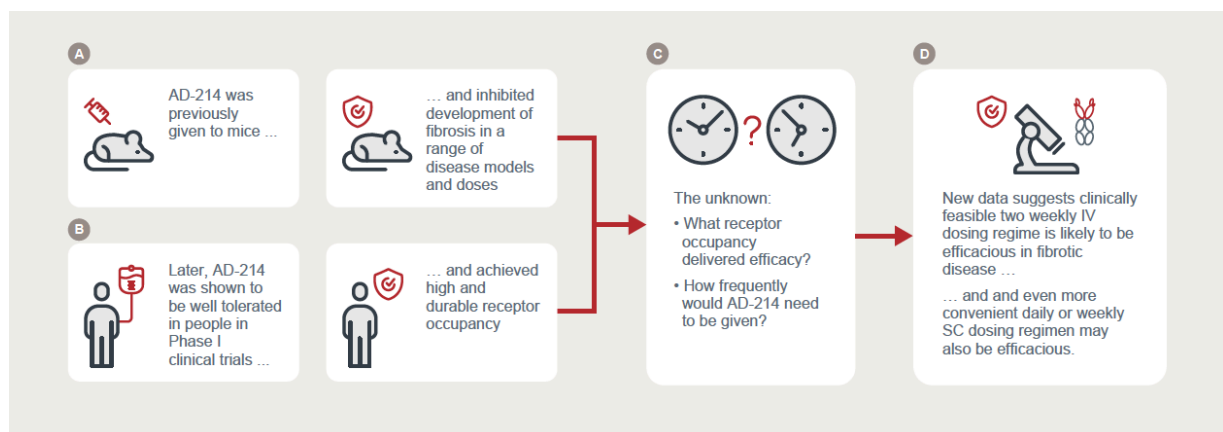 A
AD-214 was
previously
given to mice ...
... and inhibited
development of
fibrosis in a
range of
disease models
and doses
B
Later, AD-214
was shown to
be well tolerated
in people in
Phase I
clinical trials ...
... and achieved
high and
durable receptor
occupancy
C
?
The unknown:
• What receptor
occupancy
delivered efficacy?
• How frequently
would AD-214 need
to be given?
D
New data suggests clinically
feasible two weekly IV
dosing regime is likely to be
efficacious in fibrotic
disease ...
... and and even more
convenient daily or weekly
SC dosing regimen may
also be efficacious.